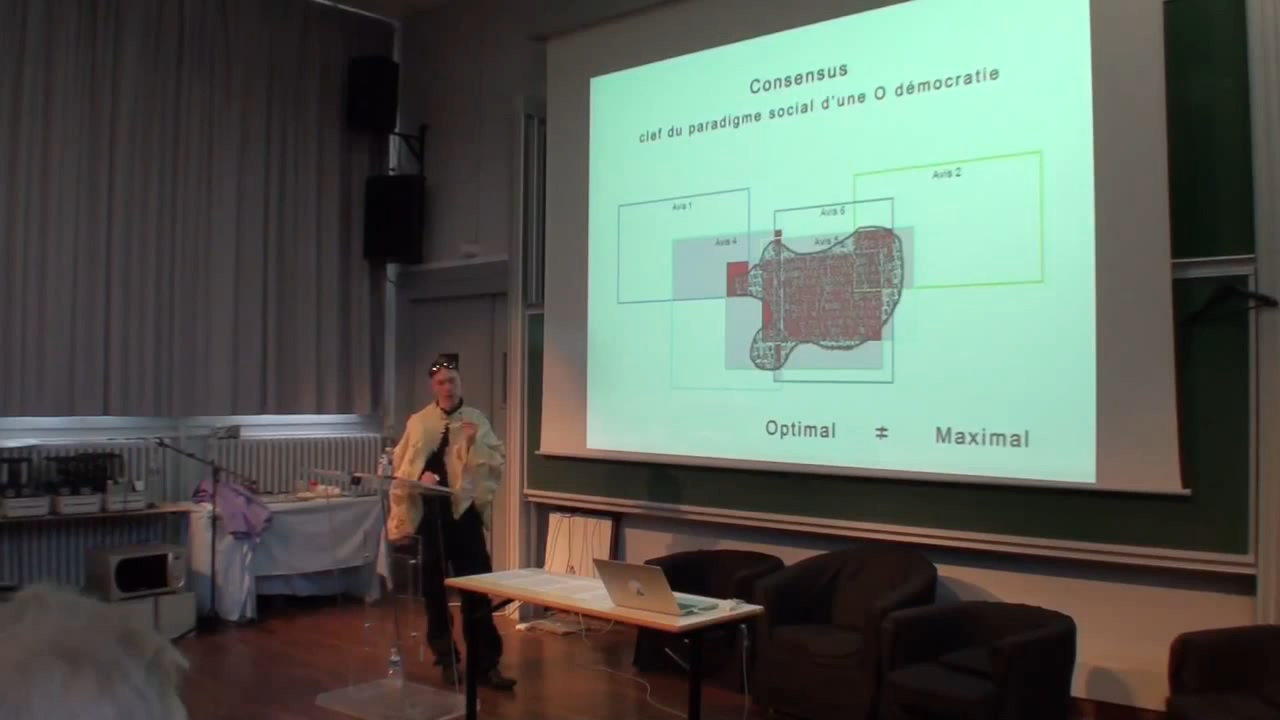 Consensus
clef du paradigme social d'une O démocratie
Avis 2
Avis 1
Avis 6
Avis 4
Avis 5
Optimal ≠ Maximal